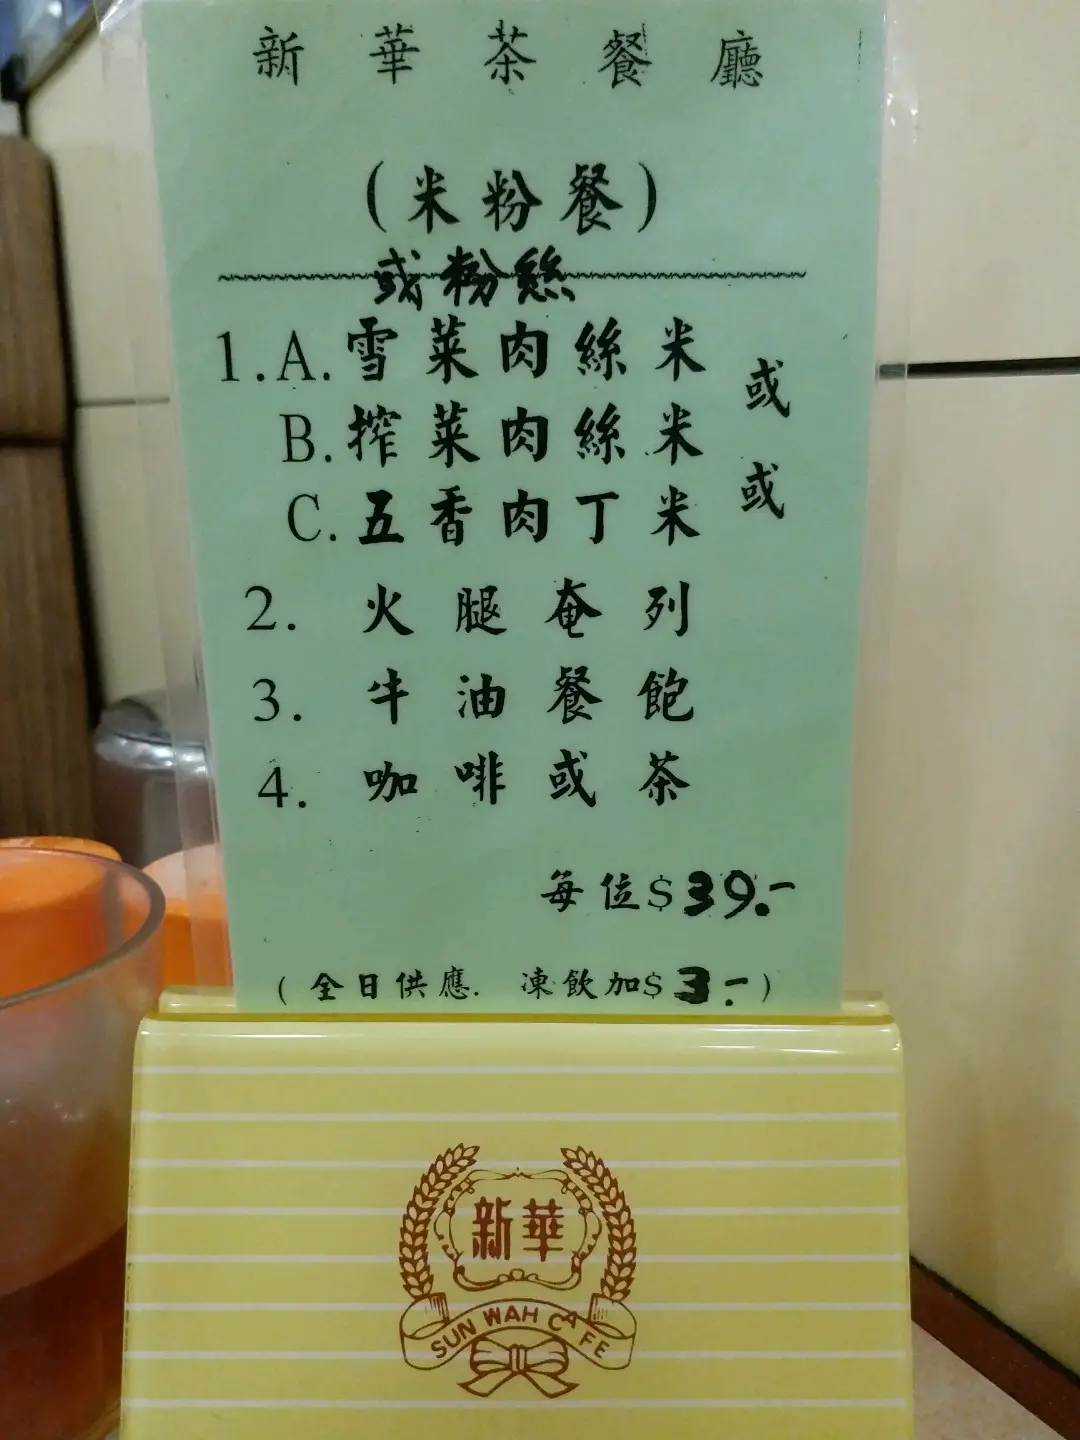 新華茶餐廳
(米粉餐)
或粉絲
1.A.雪菜肉絲米
或
B.搾菜肉絲米
或
C.五香肉丁米
2. 火腿奄列
3. 牛油餐飽
4. 咖啡或茶
每位$39.-
(全日供應. 凍飲加$3.-)
新華
SUN WAH CAFE